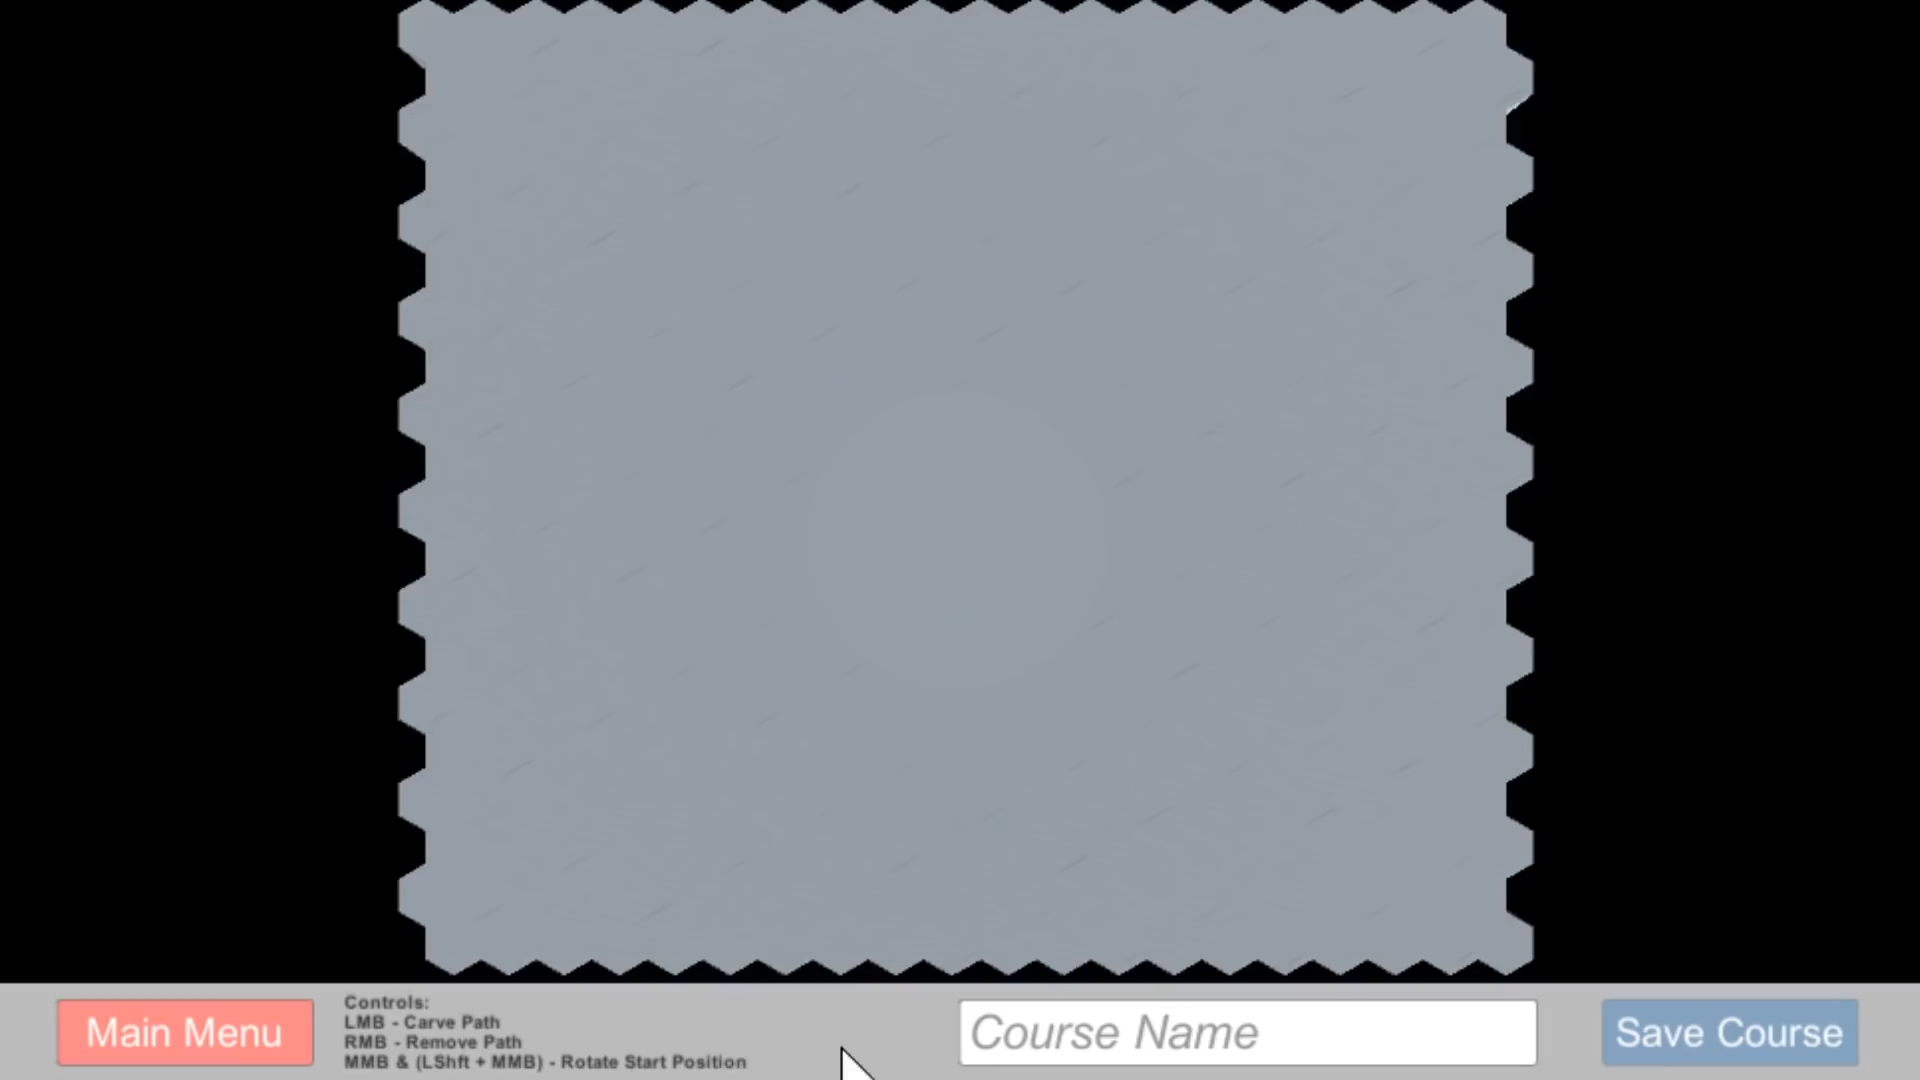 Main Menu
Controls:
LMB - Carve Path
RMB - Remove Path
MMB & (LShft + MMB) - Rotate Start Position
Course Name
Save Course